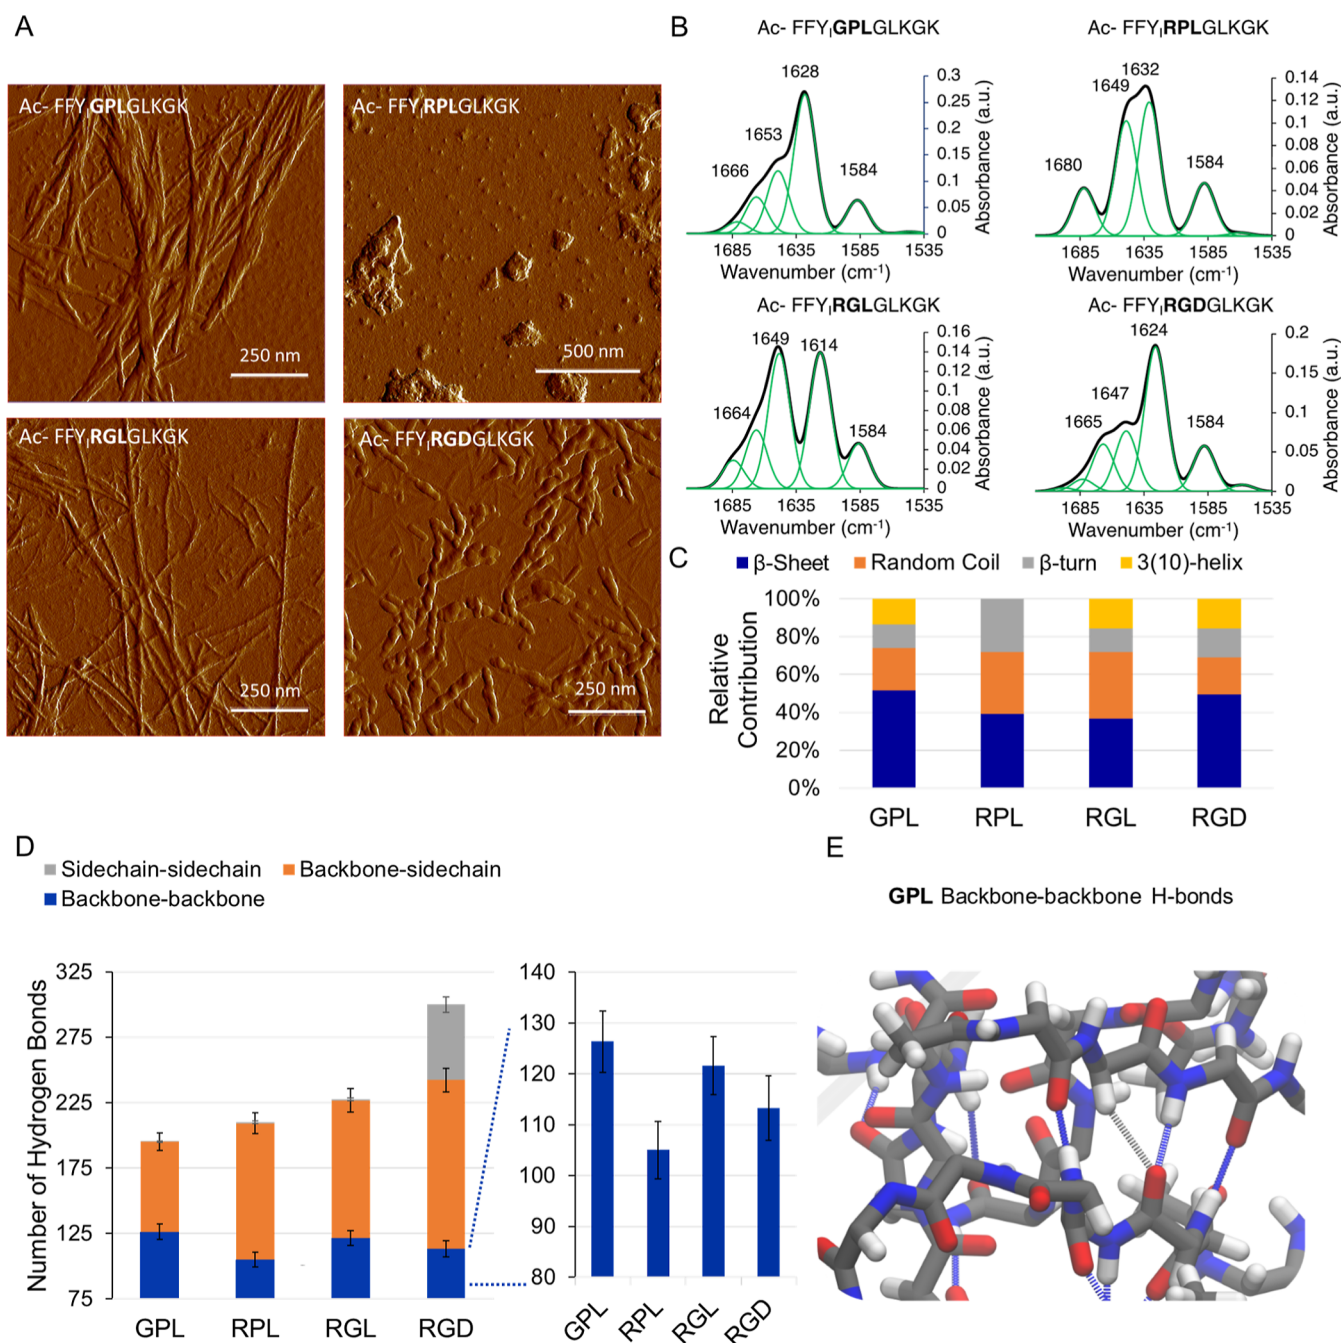 A
Ac- FFYIGPLGLKGK
250 nm
Ac- FFYIRPLGLKGK
500 nm
Ac- FFYIRGLGLKGK
250 nm
Ac- FFYIRGDGLKGK
250 nm
B
Ac- FFYIGPLGLKGK
1628
1653
1666
1584
0.3
0.25
0.2
0.15
0.1
0.05
0
Absorbance (a.u.)
1685 1635 1585 1535
Wavenumber (cm-1)
Ac- FFYIRPLGLKGK
1632
1649
1680
1584
0.14
0.12
0.1
0.08
0.06
0.04
0.02
0
Absorbance (a.u.)
1685 1635 1585 1535
Wavenumber (cm-1)
Ac- FFYIRGLGLKGK
1649 1614
1664
1584
0.16
0.14
0.12
0.1
0.08
0.06
0.04
0.02
0
Absorbance (a.u.)
1685 1635 1585 1535
Wavenumber (cm-1)
Ac- FFYIRGDGLKGK
1624
1647
1665
1584
0.2
0.15
0.1
0.05
0
Absorbance (a.u.)
1685 1635 1585 1535
Wavenumber (cm-1)
C
β-Sheet Random Coil β-turn 3(10)-helix
Relative
Contribution
100%
80%
60%
40%
20%
0%
GPL RPL RGL RGD
D
Sidechain-sidechain Backbone-sidechain
Backbone-backbone
Number of Hydrogen Bonds
325
275
225
175
125
75
GPL RPL RGL RGD
140
130
120
110
100
90
80
GPL RPL RGL RGD
E
GPL Backbone-backbone H-bonds